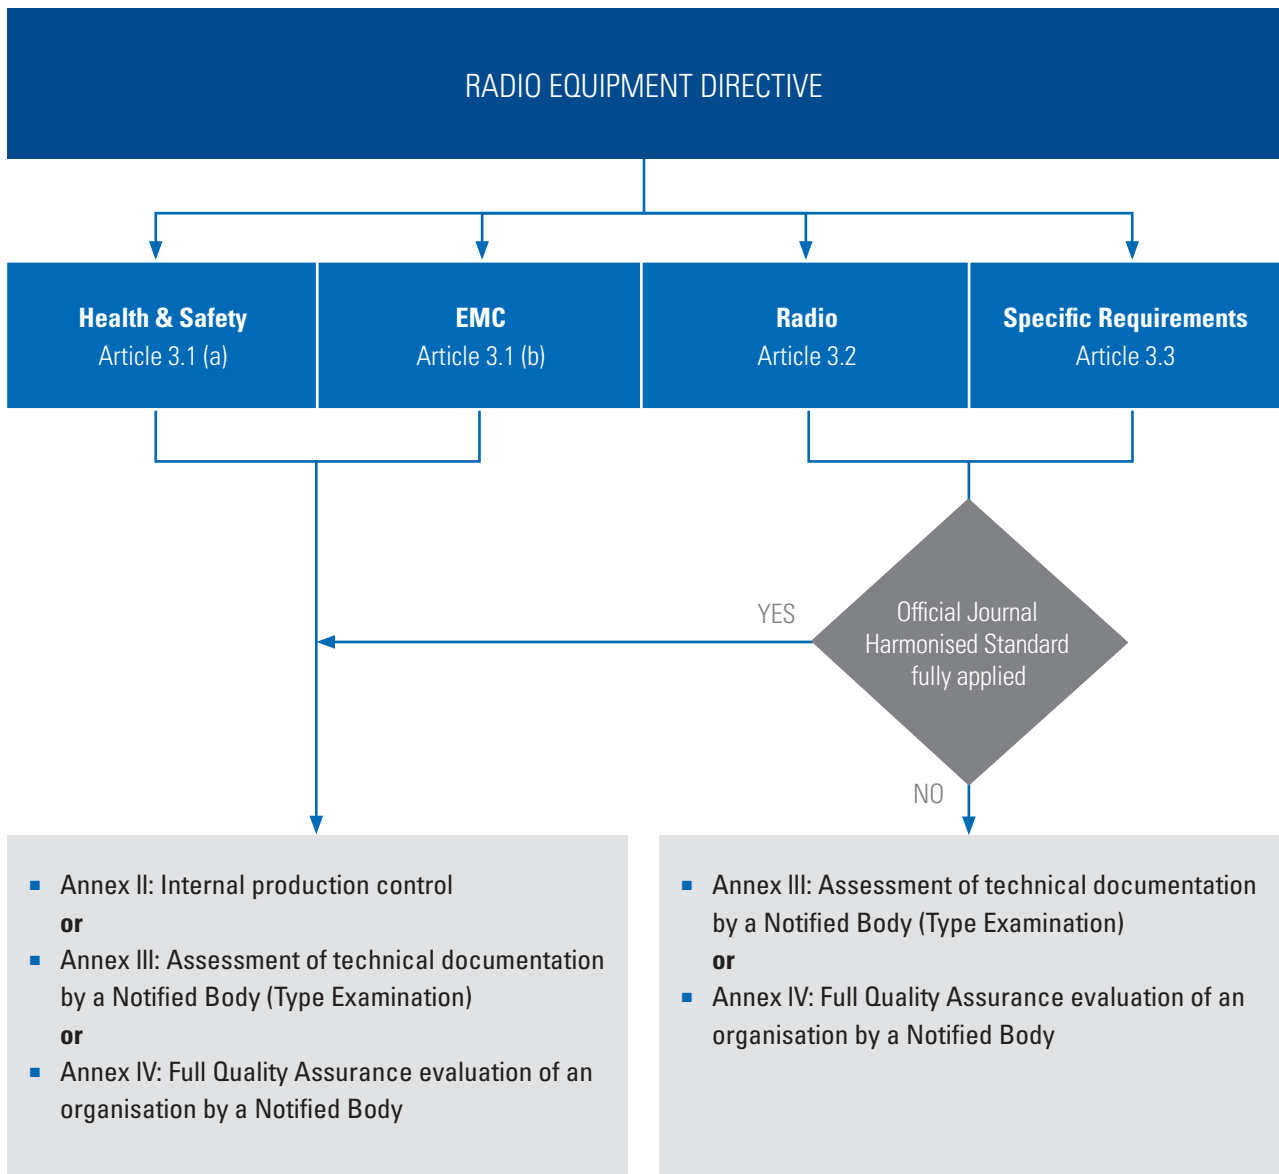 RADIO EQUIPMENT DIRECTIVE
Health & Safety
Article 3.1 (a)
EMC
Article 3.1 (b)
Radio
Article 3.2
Specific Requirements
Article 3.3
Official Journal
Harmonised Standard
fully applied
YES
NO
▪ Annex II: Internal production control
or
▪ Annex III: Assessment of technical documentation
by a Notified Body (Type Examination)
or
▪ Annex IV: Full Quality Assurance evaluation of an
organisation by a Notified Body
▪ Annex III: Assessment of technical documentation
by a Notified Body (Type Examination)
or
▪ Annex IV: Full Quality Assurance evaluation of an
organisation by a Notified Body